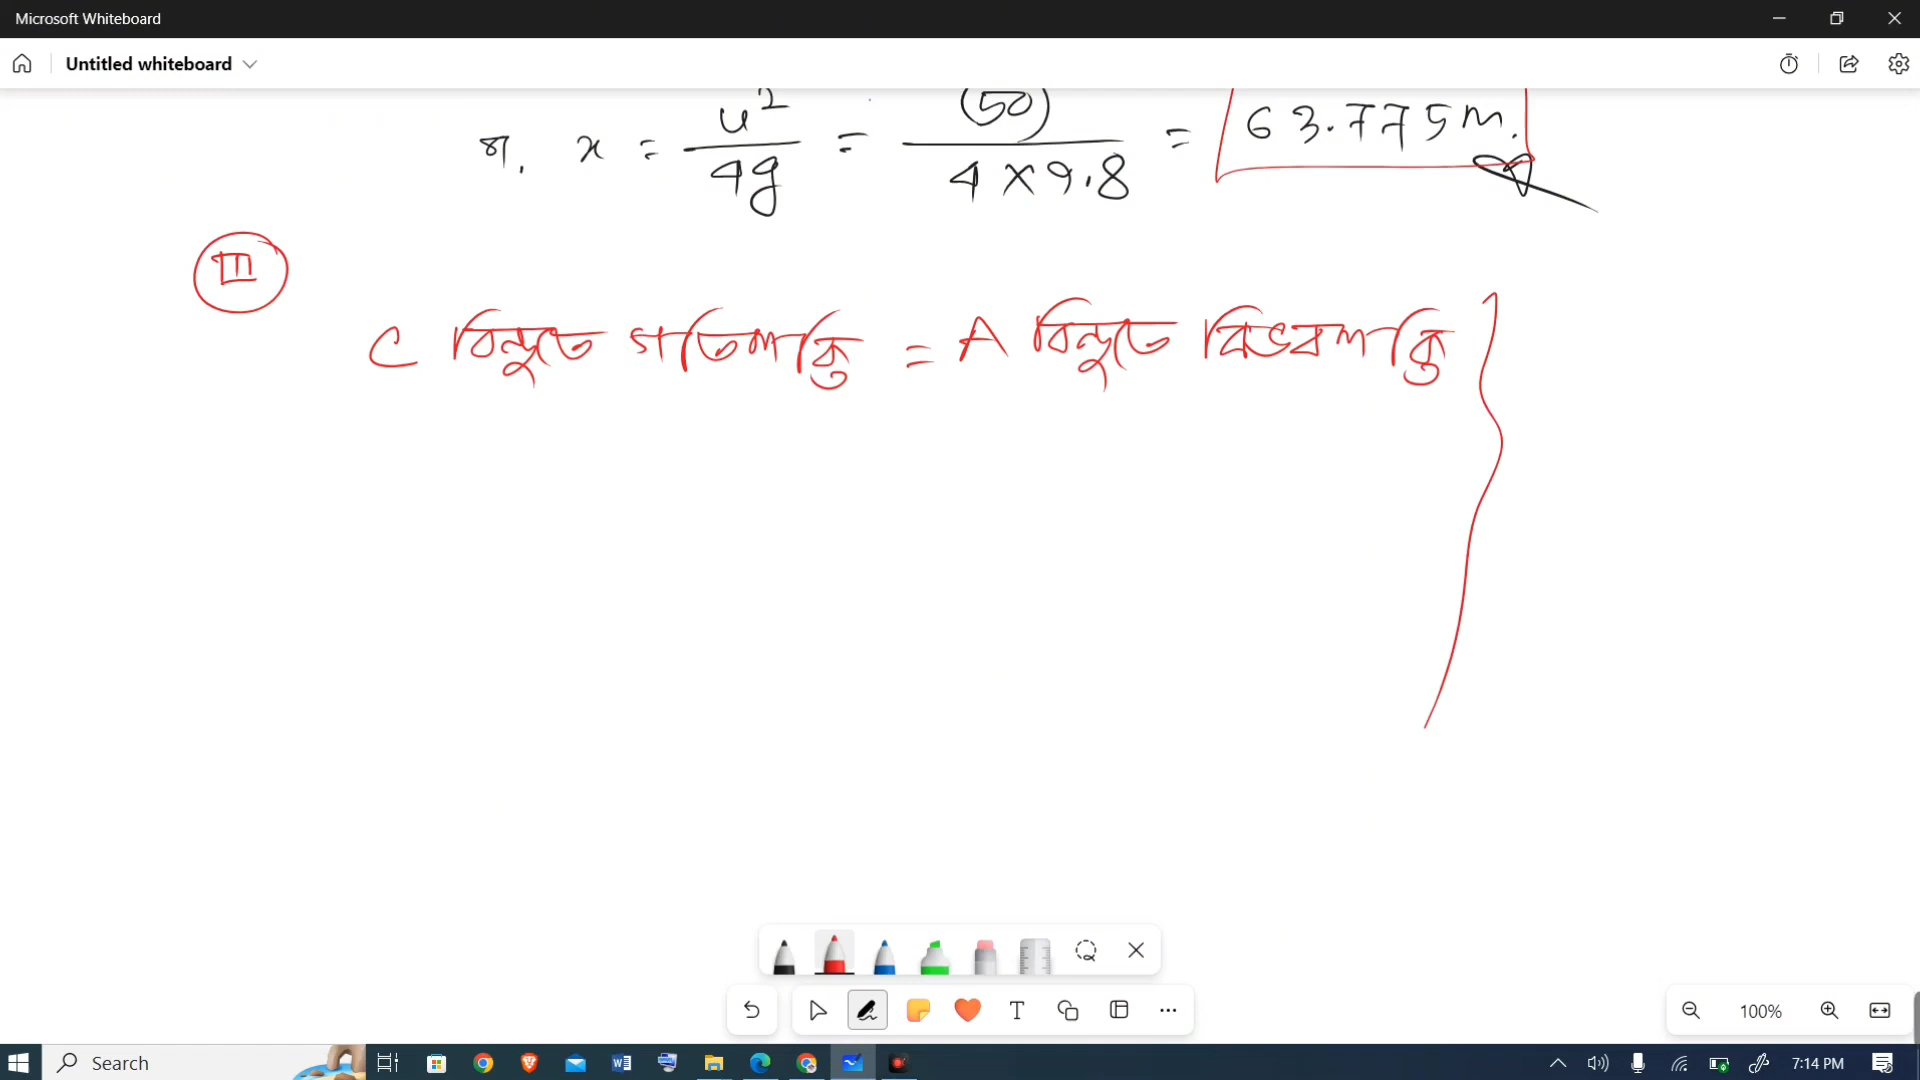 Microsoft Whiteboard
Untitled whiteboard
বা, x = u² / 4g = (50) / 4 × 9.8 = 63.775 m.
III
C বিন্দুতে গতিশক্তি = A বিন্দুতে বিভবশক্তি
100%
Search
7:14 PM